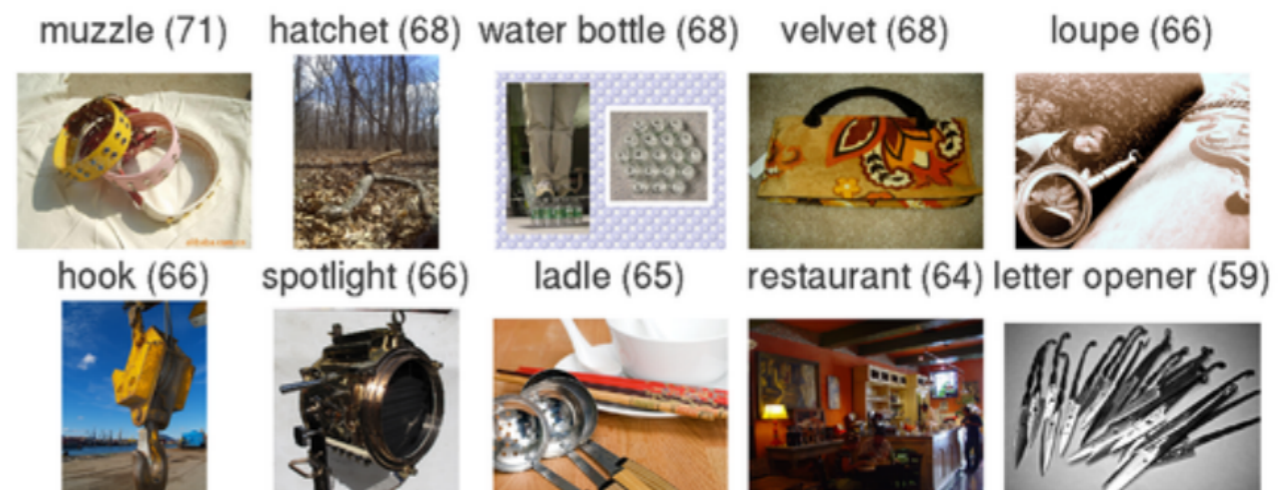 muzzle (71) hatchet (68) water bottle (68) velvet (68) loupe (66)
hook (66) spotlight (66) ladle (65) restaurant (64) letter opener (59)